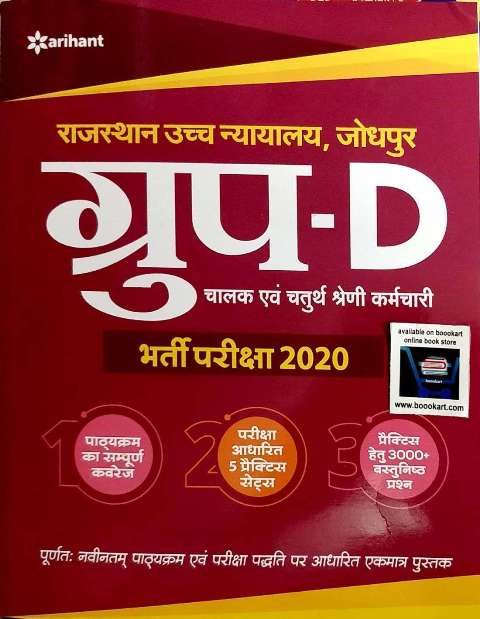 arihant
राजस्थान उच्च न्यायालय, जोधपुर
ग्रुप-D
चालक एवं चतुर्थ श्रेणी कर्मचारी
भर्ती परीक्षा 2020
available on boookart
online book store
boookart
www.boookart.com
1
पाठ्यक्रम
का सम्पूर्ण
कवरेज
2
परीक्षा
आधारित
5 प्रैक्टिस
सेट्स
3
प्रैक्टिस
हेतु 3000+
वस्तुनिष्ठ
प्रश्न
पूर्णतः नवीनतम् पाठ्यक्रम एवं परीक्षा पद्धति पर आधारित एकमात्र पुस्तक